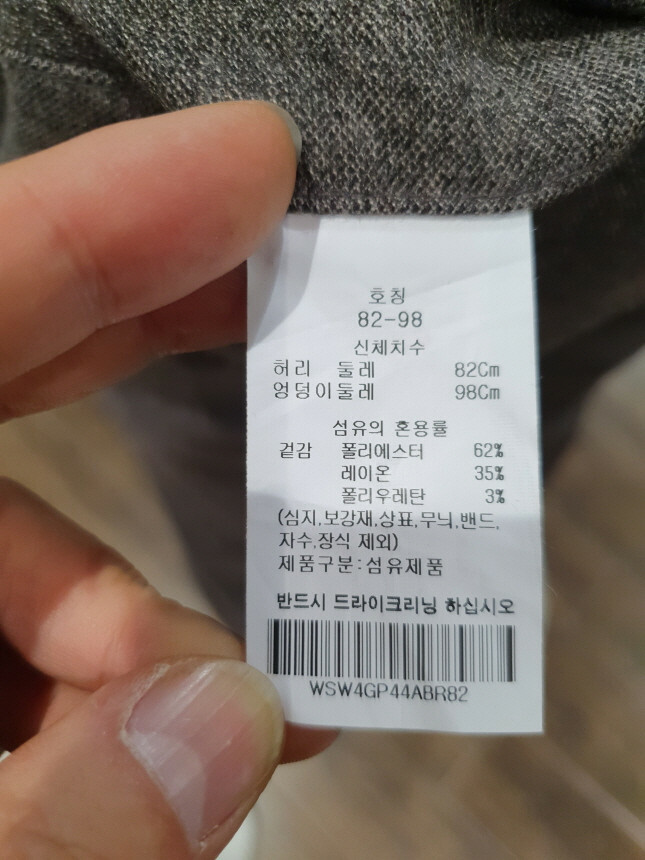 호칭
82-98
신체치수
허리 둘레 82Cm
엉덩이둘레 98Cm
섬유의 혼용률
겉감 폴리에스터 62%
레이온 35%
폴리우레탄 3%
(심지,보강재,상표,무늬,밴드,
자수,장식 제외)
제품구분:섬유제품
반드시 드라이크리닝 하십시오
WSW4GP44ABR82